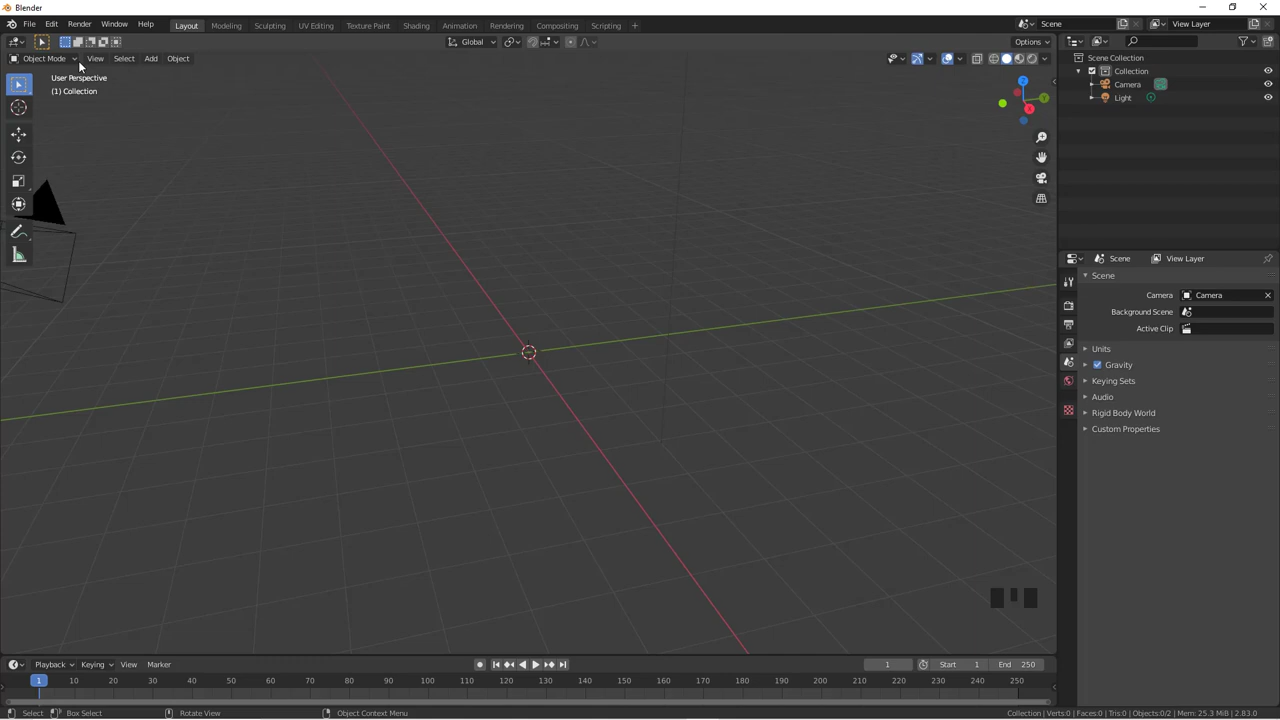 Blender
File Edit Render Window Help Layout Modeling Sculpting UV Editing Texture Paint Shading Animation Rendering Compositing Scripting + Scene View Layer
Global Options
Object Mode View Select Add Object
User Perspective
(1) Collection
Z
Y
X
Scene Collection
Collection
Camera
Light
Scene View Layer
Scene
Camera Camera
Background Scene
Active Clip
Units
Gravity
Keying Sets
Audio
Rigid Body World
Custom Properties
Playback Keying View Marker 1 Start 1 End 250
1 10 20 30 40 50 60 70 80 90 100 110 120 130 140 150 160 170 180 190 200 210 220 230 240 250
Select Box Select Rotate View Object Context Menu Collection | Verts:0 | Faces:0 | Tris:0 | Objects:0/2 | Mem: 25.3 MiB | 2.83.0